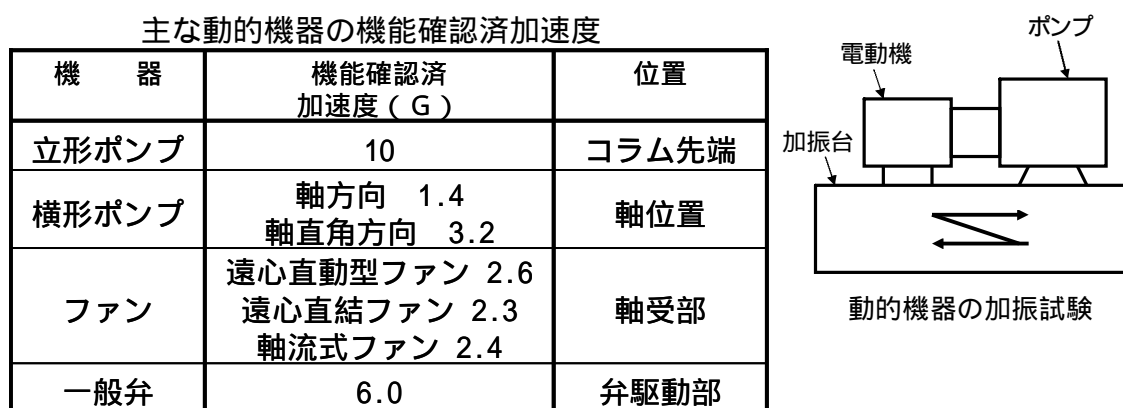 主な動的機器の機能確認済加速度
機　　器
機能確認済
加速度(G)
位置
立形ポンプ
10
コラム先端
横形ポンプ
軸方向　1.4
軸直角方向　3.2
軸位置
ファン
遠心直動型ファン 2.6
遠心直結ファン 2.3
軸流式ファン 2.4
軸受部
一般弁
6.0
弁駆動部
ポンプ
電動機
加振台
動的機器の加振試験